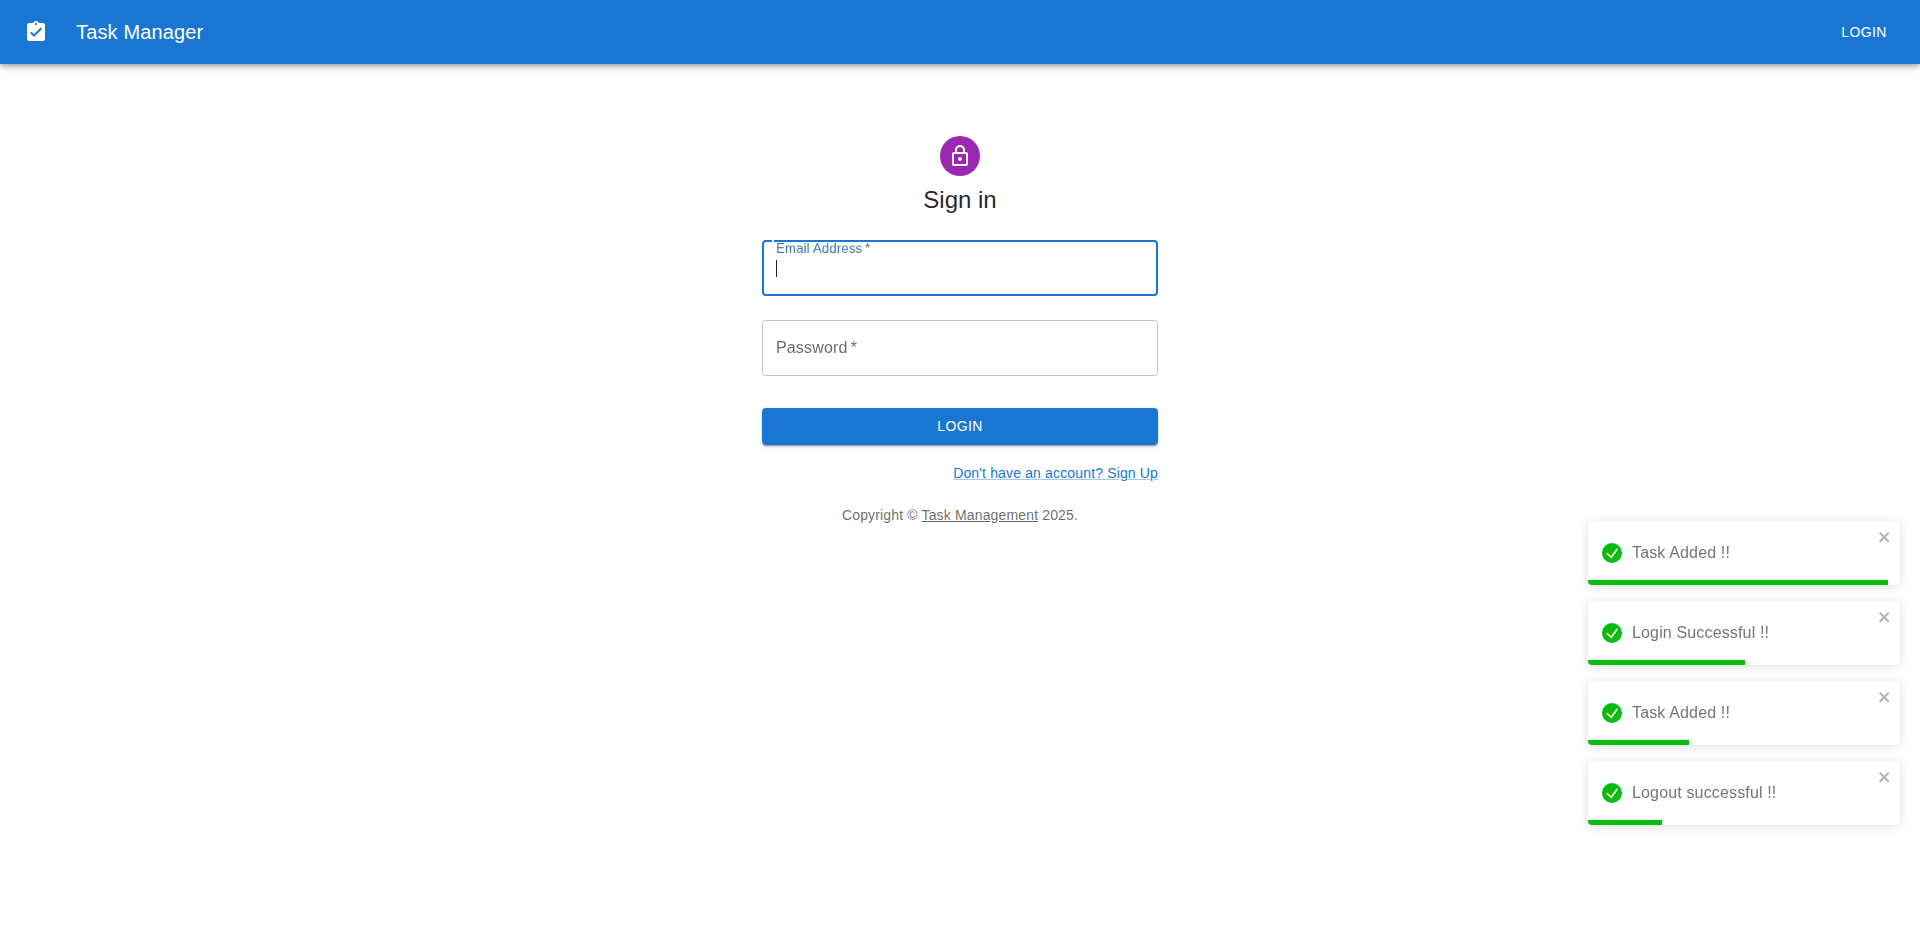 Task Manager
LOGIN
Sign in
Email Address *
Password *
LOGIN
Don't have an account? Sign Up
Copyright © Task Management 2025.
Task Added !!
Login Successful !!
Task Added !!
Logout successful !!